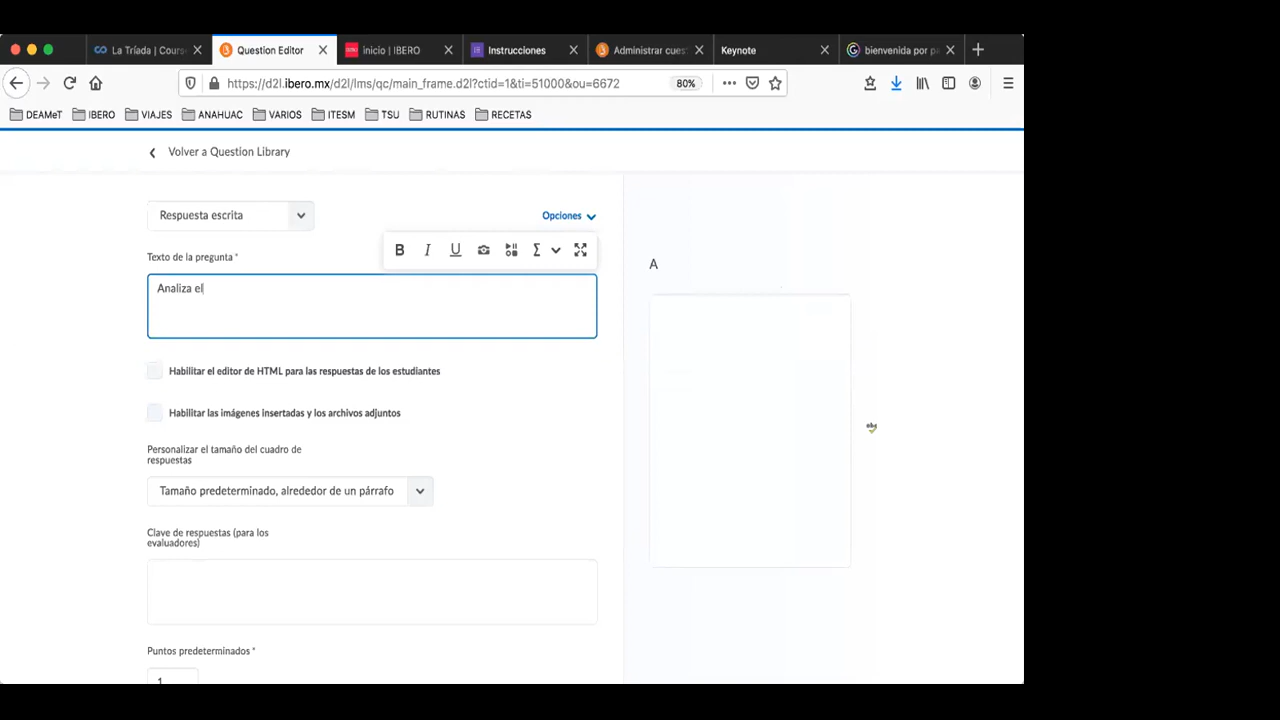 La Tríada | Cours
Question Editor
inicio | IBERO
Instrucciones
Administrar cues
Keynote
bienvenida por pa
https://d2l.ibero.mx/d2l/lms/qc/main_frame.d2l?ctid=1&ti=51000&ou=6672
80%
DEAMeT
IBERO
VIAJES
ANAHUAC
VARIOS
ITESM
TSU
RUTINAS
RECETAS
Volver a Question Library
Respuesta escrita
Opciones
Texto de la pregunta *
B I U Σ
A
Analiza el
Habilitar el editor de HTML para las respuestas de los estudiantes
Habilitar las imágenes insertadas y los archivos adjuntos
Personalizar el tamaño del cuadro de
respuestas
Tamaño predeterminado, alrededor de un párrafo
Clave de respuestas (para los
evaluadores)
Puntos predeterminados *
1